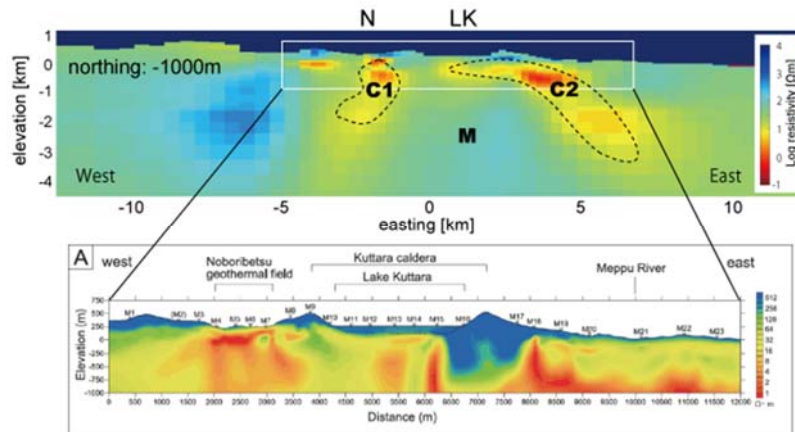 N LK
1
0
-1
-2
-3
-4
elevation [km]
northing: -1000m
C1
C2
M
West
East
-10 -5 0 5 10
easting [km]
4
3
2
1
0
-1
Log resistivity [Ωm]
A
west
east
Noboribetsu
geothermal field
Kuttara caldera
Lake Kuttara
Meppu River
750
500
250
0
-250
-500
-750
-1000
Elevation (m)
M1 M3 M4 M5 M6 M7 M8 M9 M10 M11 M12 M13 M14 M15 M16 M17 M18 M19 M20 M21 M22 M23
0 500 1000 1500 2000 2500 3000 3500 4000 4500 5000 5500 6000 6500 7000 7500 8000 8500 9000 9500 10000 10500 11000 11500 12000
Distance (m)
512
256
128
64
32
16
8
4
2
1
Ω · m